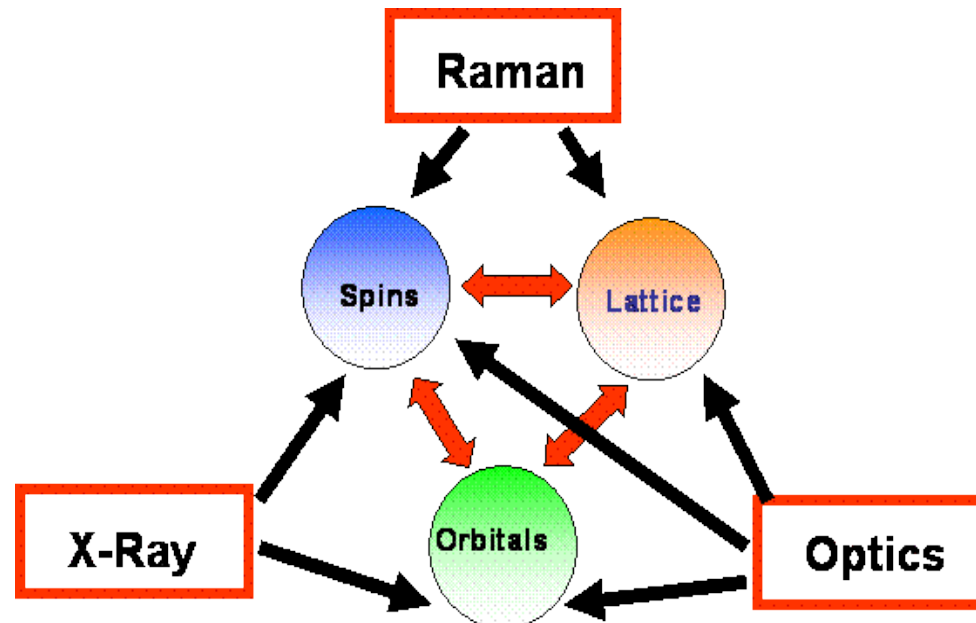 Raman
Spins
Lattice
Orbitals
X-Ray
Optics